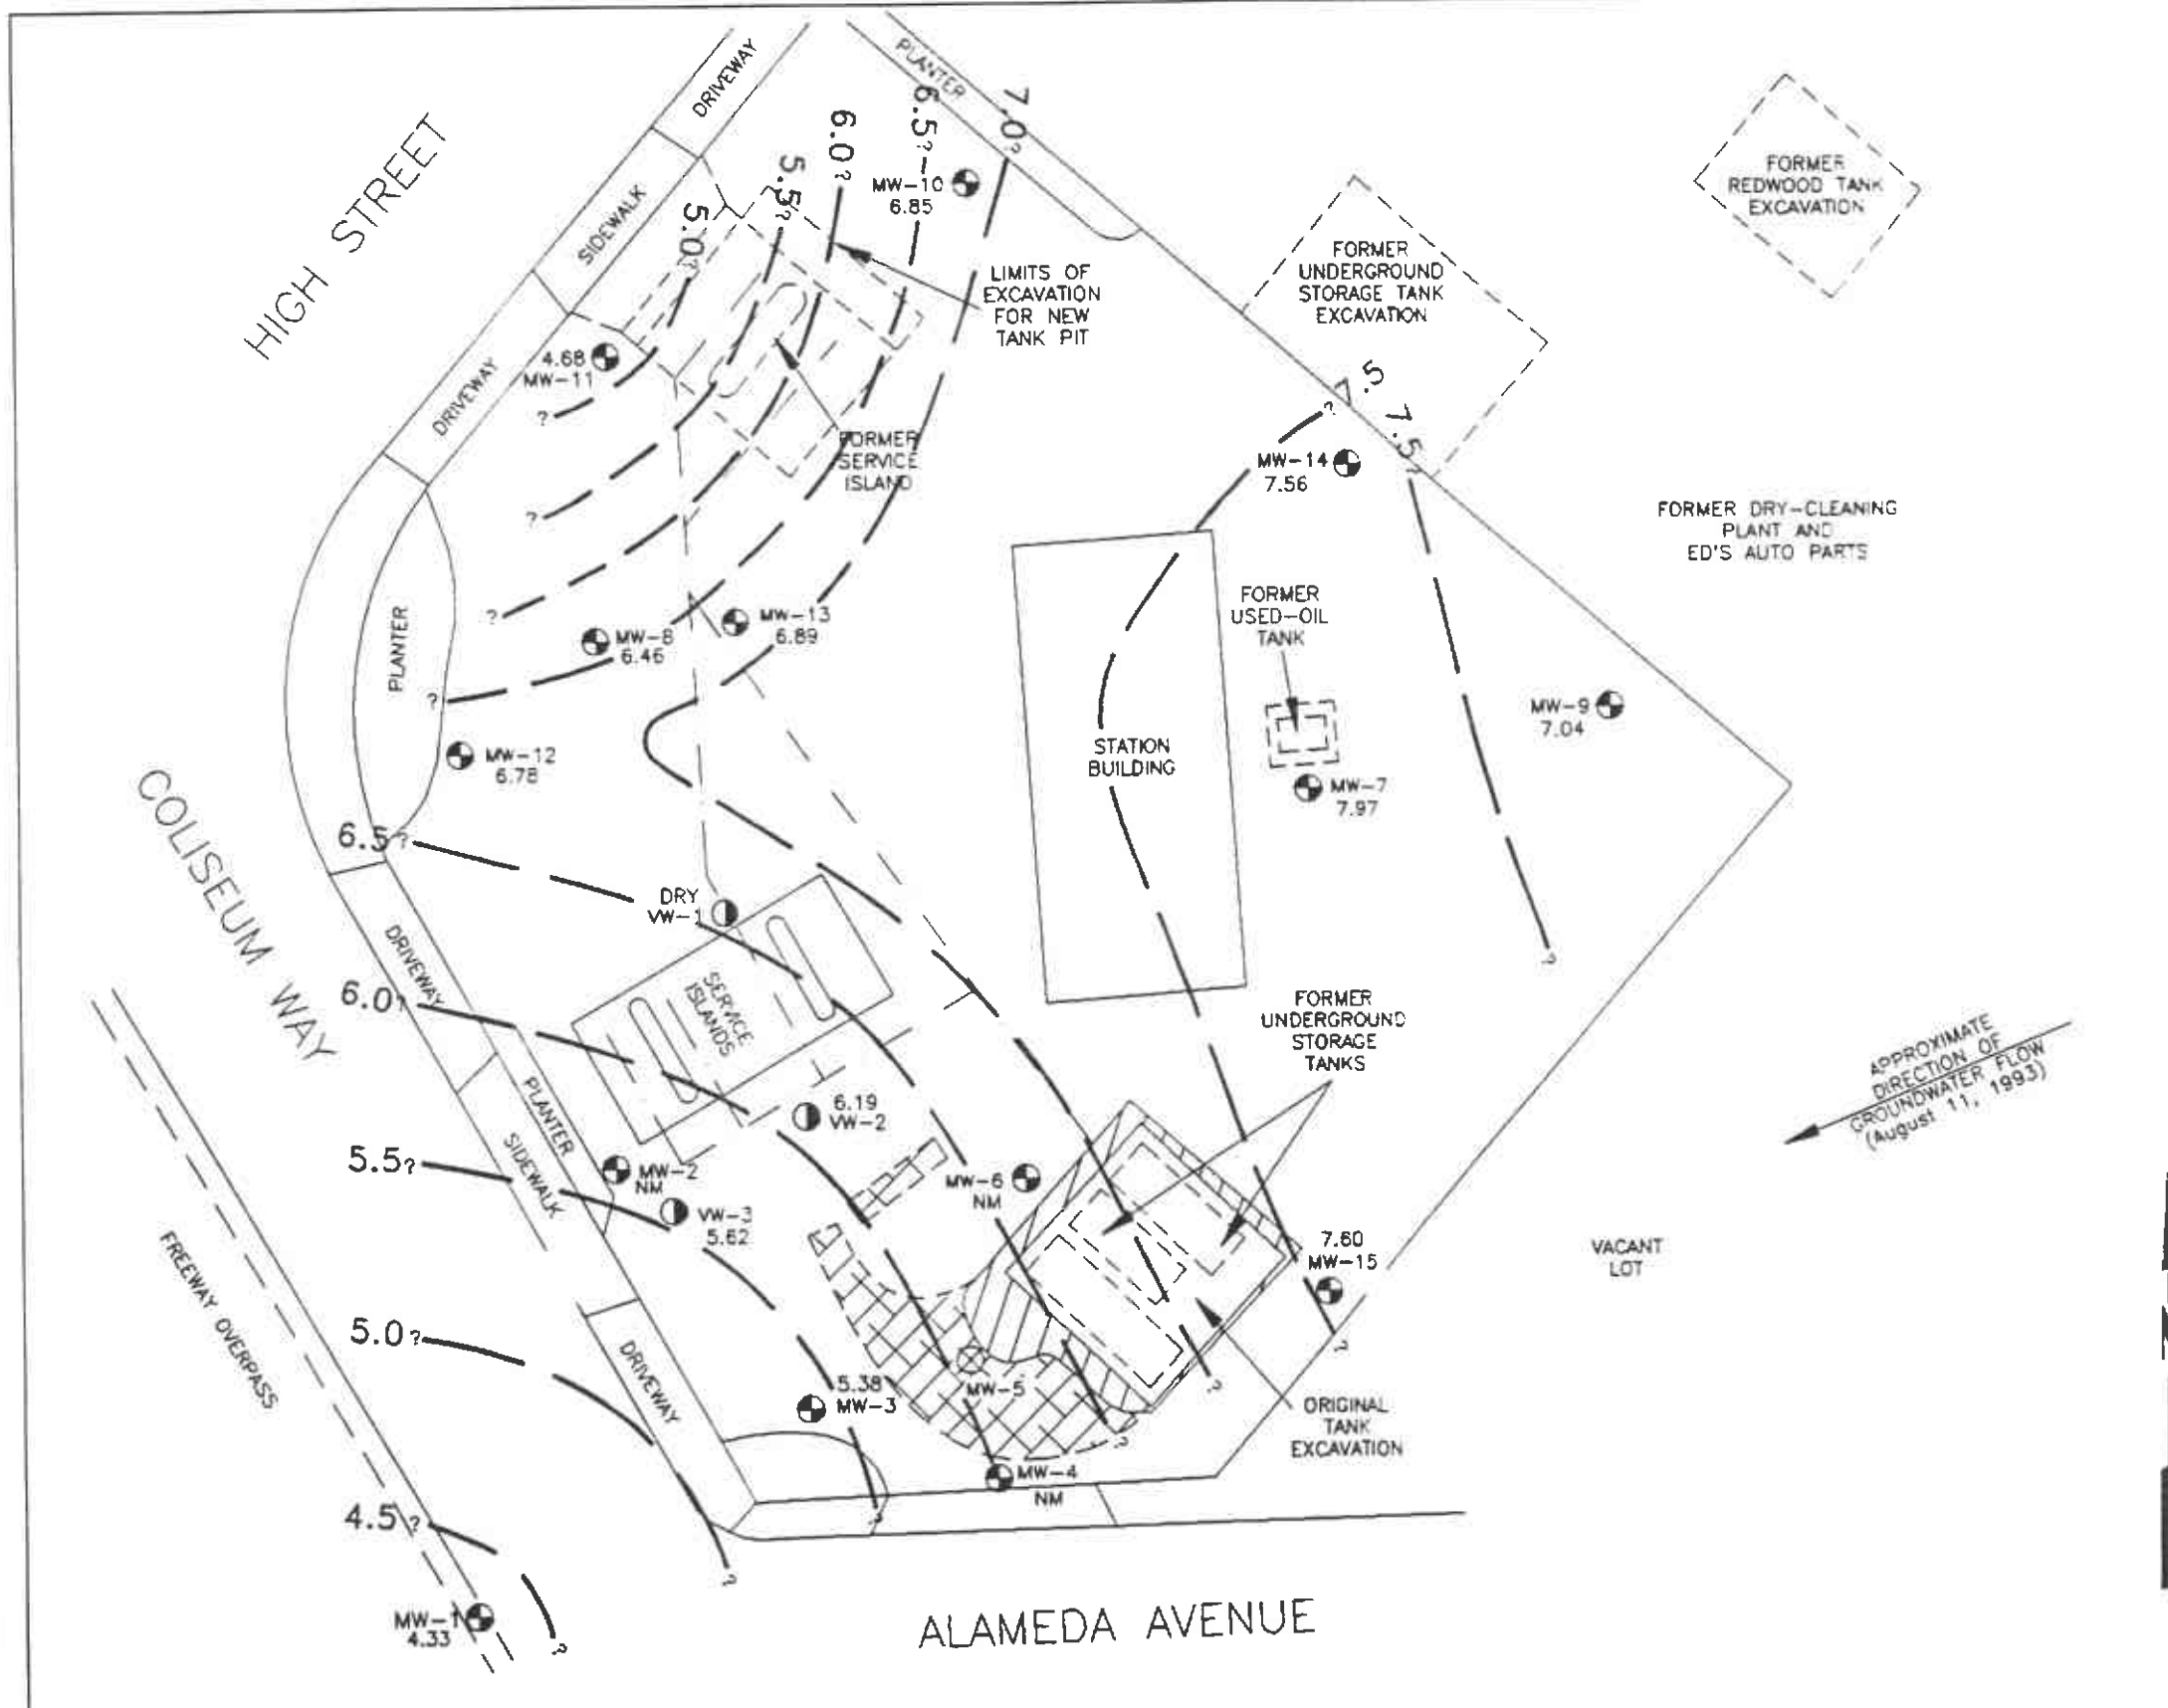 DRIVEWAY
PLANTER
7.0?
6.5?
6.0?
5.5?
5.0?
MW-10
6.85
HIGH STREET
SIDEWALK
LIMITS OF
EXCAVATION
FOR NEW
TANK PIT
FORMER
REDWOOD TANK
EXCAVATION
FORMER
UNDERGROUND
STORAGE TANK
EXCAVATION
4.68
MW-11
?
DRIVEWAY
7.5
?
7.5?
FORMER
SERVICE
ISLAND
MW-14
7.56
?
FORMER DRY-CLEANING
PLANT AND
ED'S AUTO PARTS
?
PLANTER
MW-8
6.46
MW-13
6.89
FORMER
USED-OIL
TANK
?
MW-12
6.78
STATION
BUILDING
MW-9
7.04
MW-7
7.97
COLISEUM WAY
6.5?
DRY
VW-1
DRIVEWAY
?
6.0?
SERVICE
ISLANDS
FORMER
UNDERGROUND
STORAGE
TANKS
APPROXIMATE
DIRECTION OF
GROUNDWATER FLOW
(August 11, 1993)
PLANTER
6.19
VW-2
5.5?
SIDEWALK
MW-2
NM
MW-6
NM
VW-3
5.62
7.60
MW-15
VACANT
LOT
FREEWAY OVERPASS
5.0?
DRIVEWAY
?
5.38
MW-3
MW-5
?
ORIGINAL
TANK
EXCAVATION
?
MW-4
NM
4.5?
?
?
MW-1
4.33
?
ALAMEDA AVENUE